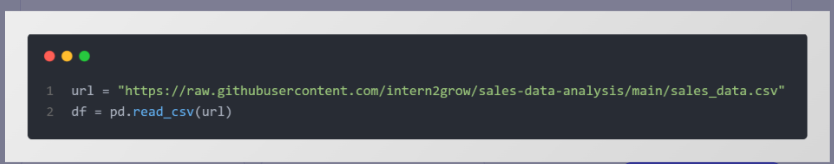 1 url = "https://raw.githubusercontent.com/intern2grow/sales-data-analysis/main/sales_data.csv"
2 df = pd.read_csv(url)